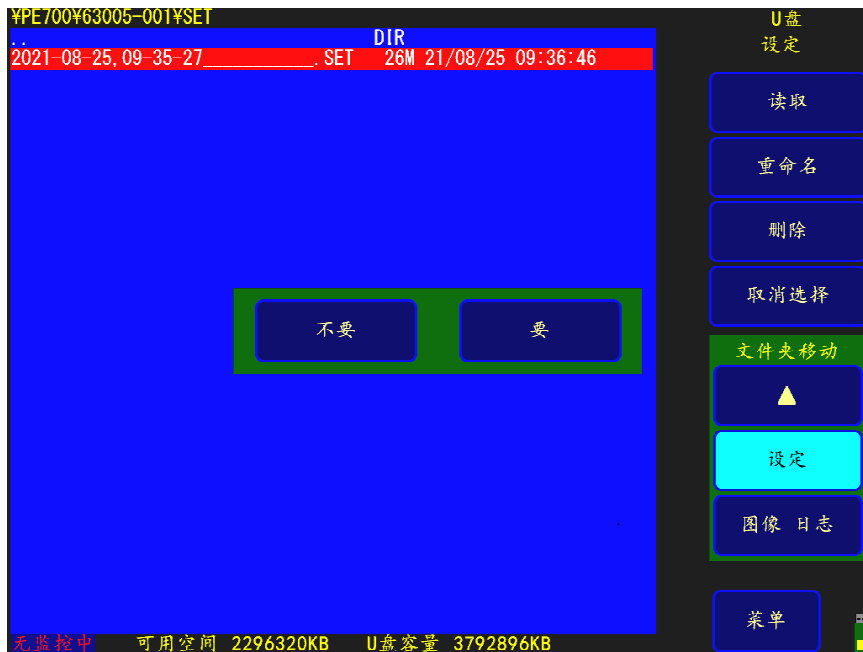 ¥PE700¥63005-001¥SET
.. DIR
2021-08-25,09-35-27___________.SET 26M 21/08/25 09:36:46
U盘
设定
读取
重命名
删除
取消选择
不要 要
文件夹移动
▲
设定
图像 日志
菜单
无监控中 可用空间 2296320KB U盘容量 3792896KB